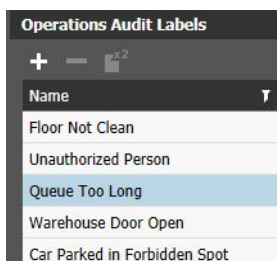 Operations Audit Labels
x2
Name
Floor Not Clean
Unauthorized Person
Queue Too Long
Warehouse Door Open
Car Parked in Forbidden Spot